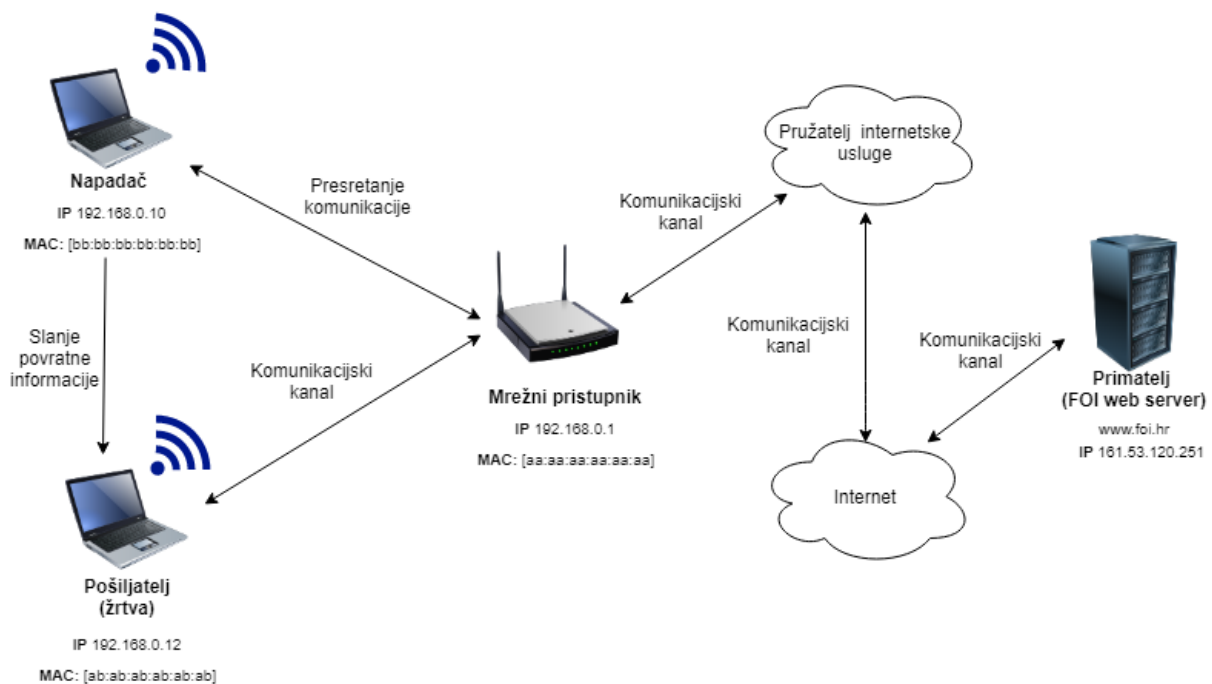 Napadač
IP 192.168.0.10
MAC: [bb:bb:bb:bb:bb:bb]
Presretanje
komunikacije
Slanje
povratne
informacije
Komunikacijski
kanal
Pošiljatelj
(žrtva)
IP 192.168.0.12
MAC: [ab:ab:ab:ab:ab:ab]
Mrežni pristupnik
IP 192.168.0.1
MAC: [aa:aa:aa:aa:aa:aa]
Komunikacijski
kanal
Pružatelj internetske
usluge
Komunikacijski
kanal
Internet
Komunikacijski
kanal
Primatelj
(FOI web server)
www.foi.hr
IP 161.53.120.251